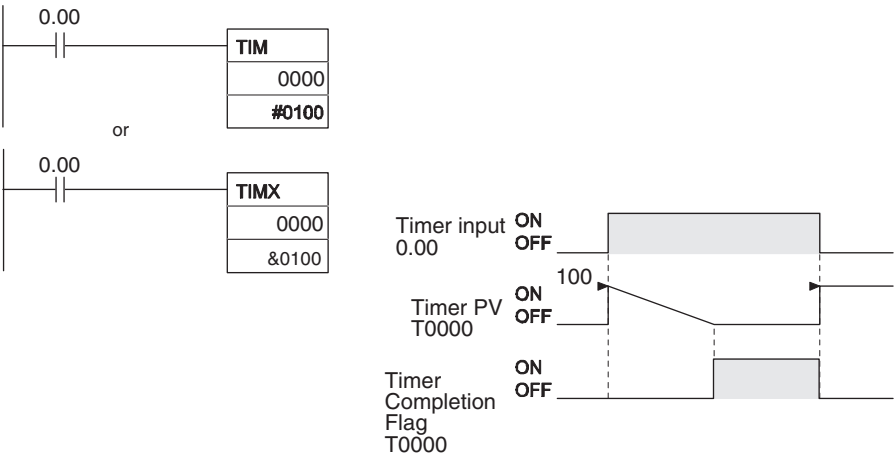 0.00
TIM
0000
#0100
or
0.00
TIMX
0000
&0100
Timer input
0.00
ON
OFF
100
Timer PV
T0000
ON
OFF
Timer
Completion
Flag
T0000
ON
OFF